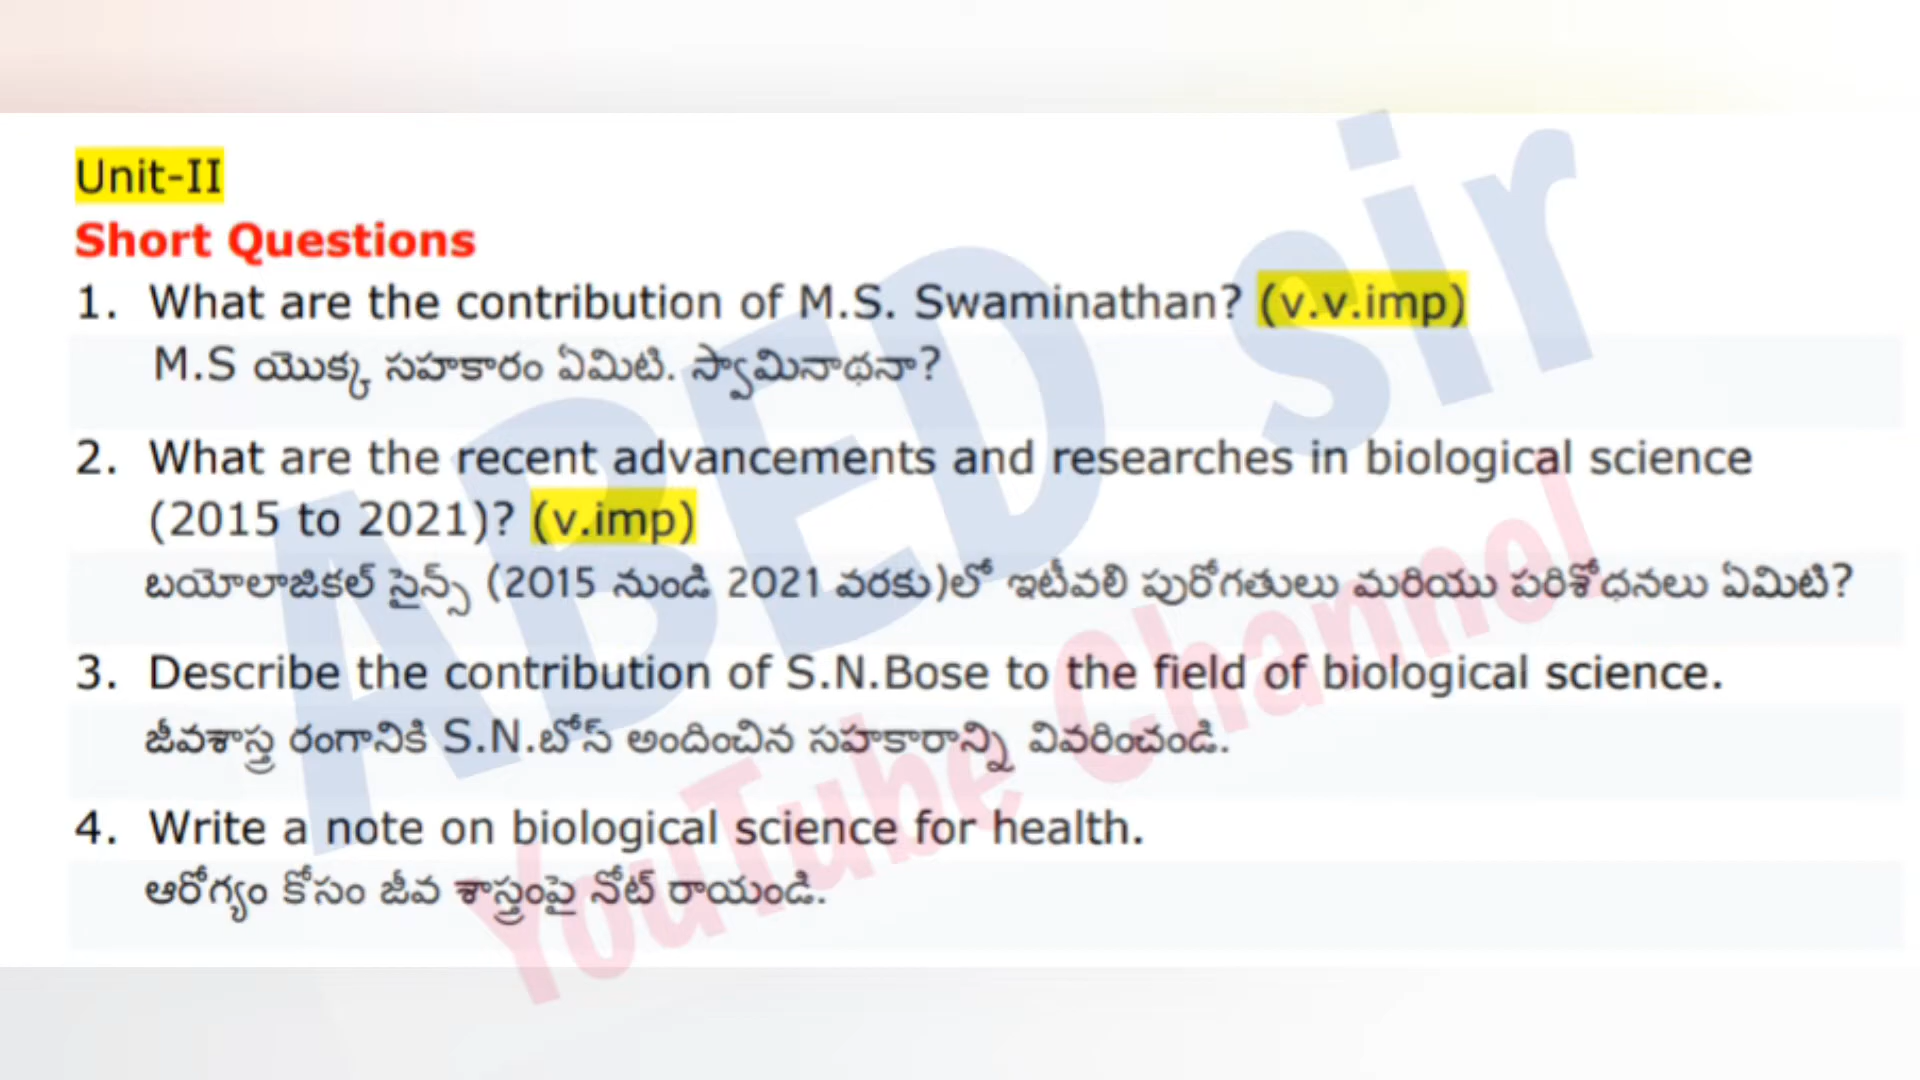 Unit-II
Short Questions
1. What are the contribution of M.S. Swaminathan? (v.v.imp)
M.S యొక్క సహకారం ఏమిటి. స్వామినాథనా?
2. What are the recent advancements and researches in biological science
(2015 to 2021)? (v.imp)
బయోలాజికల్ సైన్స్ (2015 నుండి 2021 వరకు)లో ఇటీవలి పురోగతులు మరియు పరిశోధనలు ఏమిటి?
3. Describe the contribution of S.N.Bose to the field of biological science.
జీవశాస్త్ర రంగానికి S.N.బోస్ అందించిన సహకారాన్ని వివరించండి.
4. Write a note on biological science for health.
ఆరోగ్యం కోసం జీవ శాస్త్రంపై నోట్ రాయండి.
ABED sir
YouTube Channel